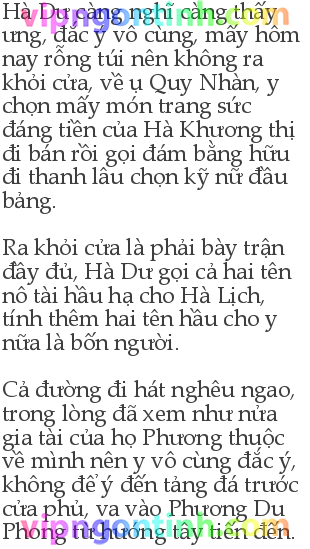 Hà Dư càng nghĩ càng thấy
ưng, đắc ý vô cùng, mấy hôm
nay rỗng túi nên không ra
khỏi cửa, về ụ Quy Nhàn, y
chọn mấy món trang sức
đáng tiền của Hà Khương thị
đi bán rồi gọi đám bằng hữu
đi thanh lâu chọn kỹ nữ đầu
bảng.

Ra khỏi cửa là phải bày trận
đầy đủ, Hà Dư gọi cả hai tên
nô tài hầu hạ cho Hà Lịch,
tính thêm hai tên hầu cho y
nữa là bốn người.

Cả đường đi hát nghêu ngao,
trong lòng đã xem như nửa
gia tài của họ Phương thuộc
về mình nên y vô cùng đắc ý,
không để ý đến tảng đá trước
cửa phủ, va vào Phương Du
Phong từ hướng tây tiến đến.
vipngontinh.com
vipngontinh.com